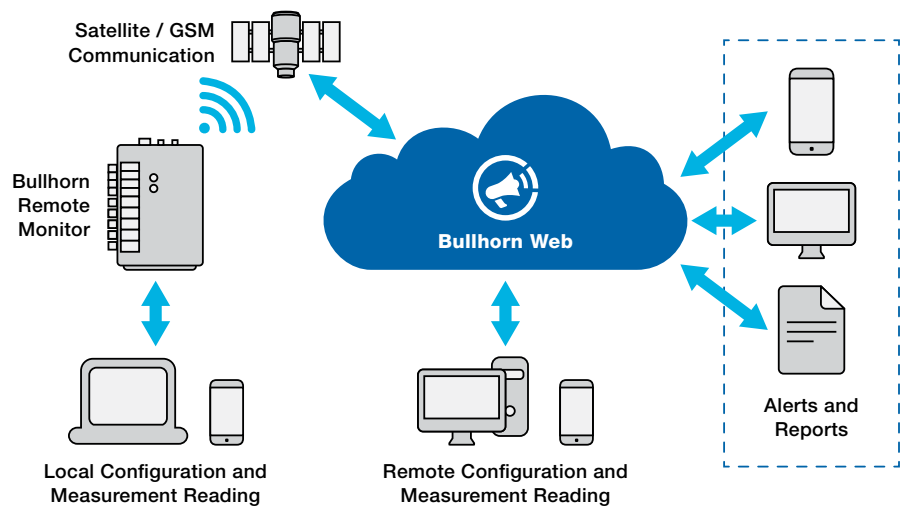 Satellite / GSM
Communication
Bullhorn
Remote
Monitor
Bullhorn Web
Alerts and
Reports
Local Configuration and
Measurement Reading
Remote Configuration and
Measurement Reading